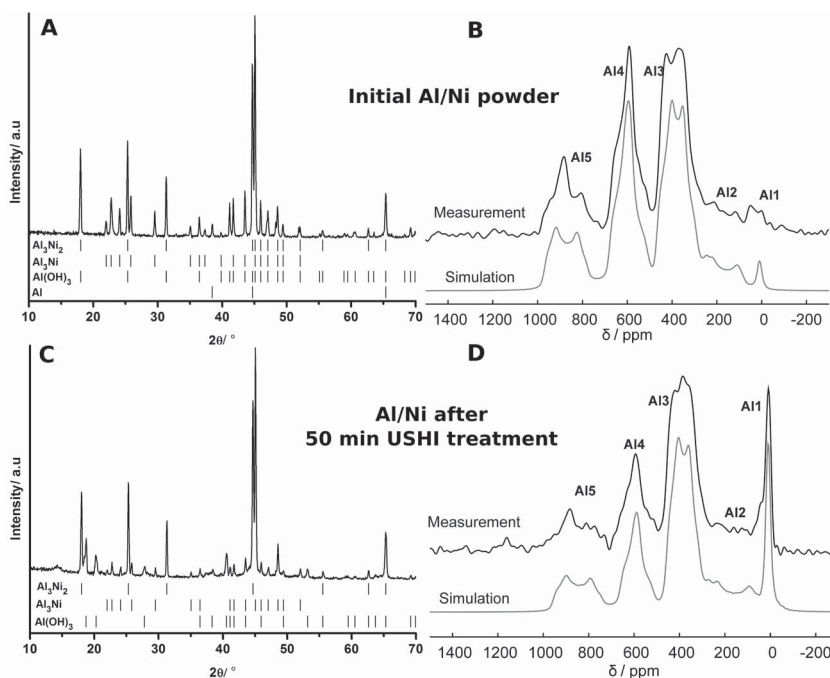 A
B
Initial Al/Ni powder
Intensity/ a.u
Al₃Ni₂
Al₃Ni
Al(OH)₃
Al
10 20 30 40 50 60 70
2θ/ °
Al5
Al4
Al3
Al2
Al1
Measurement
Simulation
1400 1200 1000 800 600 400 200 0 -200
δ / ppm
C
D
Al/Ni after
50 min USHI treatment
Intensity/ a.u
Al₃Ni₂
Al₃Ni
Al(OH)₃
10 20 30 40 50 60 70
2θ/ °
Al5
Al4
Al3
Al2
Al1
Measurement
Simulation
1400 1200 1000 800 600 400 200 0 -200
δ / ppm